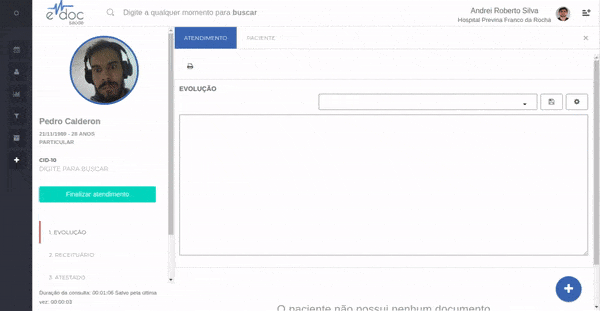 e doc
saúde
Digite a qualquer momento para buscar
Andrei Roberto Silva
Hospital Previna Franco da Rocha
ATENDIMENTO
PACIENTE
EVOLUÇÃO
Pedro Calderon
21/11/1989 - 29 ANOS
PARTICULAR
CID-10
DIGITE PARA BUSCAR
Finalizar atendimento
1. EVOLUÇÃO
2. RECEITUÁRIO
3. ATESTADO
Duração da consulta: 00:01:06 Salvo pela última
vez: 00:00:03
O paciente não possui nenhum documento